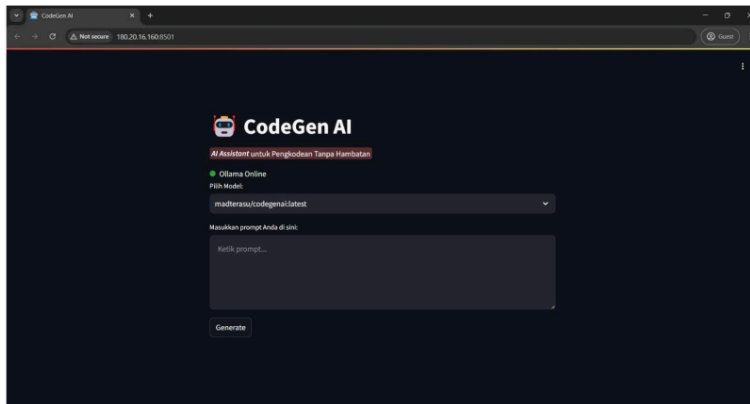 CodeGen AI
Not secure 180.20.16.160:8501
Guest
CodeGen AI
AI Assistant untuk Pengkodean Tanpa Hambatan
Ollama Online
Pilih Model:
madterasu/codegenai:latest
Masukkan prompt Anda di sini:
Ketik prompt...
Generate